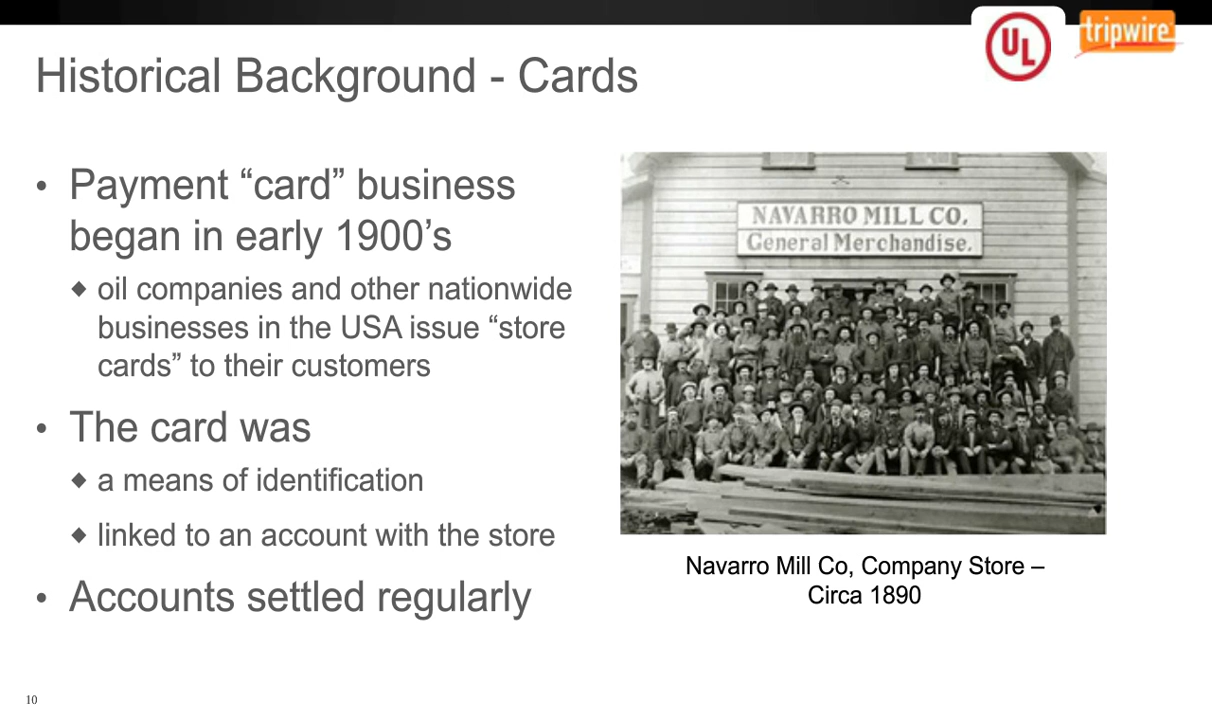 UL
tripwire
Historical Background - Cards
• Payment “card” business
began in early 1900’s
◆ oil companies and other nationwide
businesses in the USA issue “store
cards” to their customers
• The card was
◆ a means of identification
◆ linked to an account with the store
• Accounts settled regularly
NAVARRO MILL CO.
General Merchandise.
Navarro Mill Co, Company Store –
Circa 1890
10